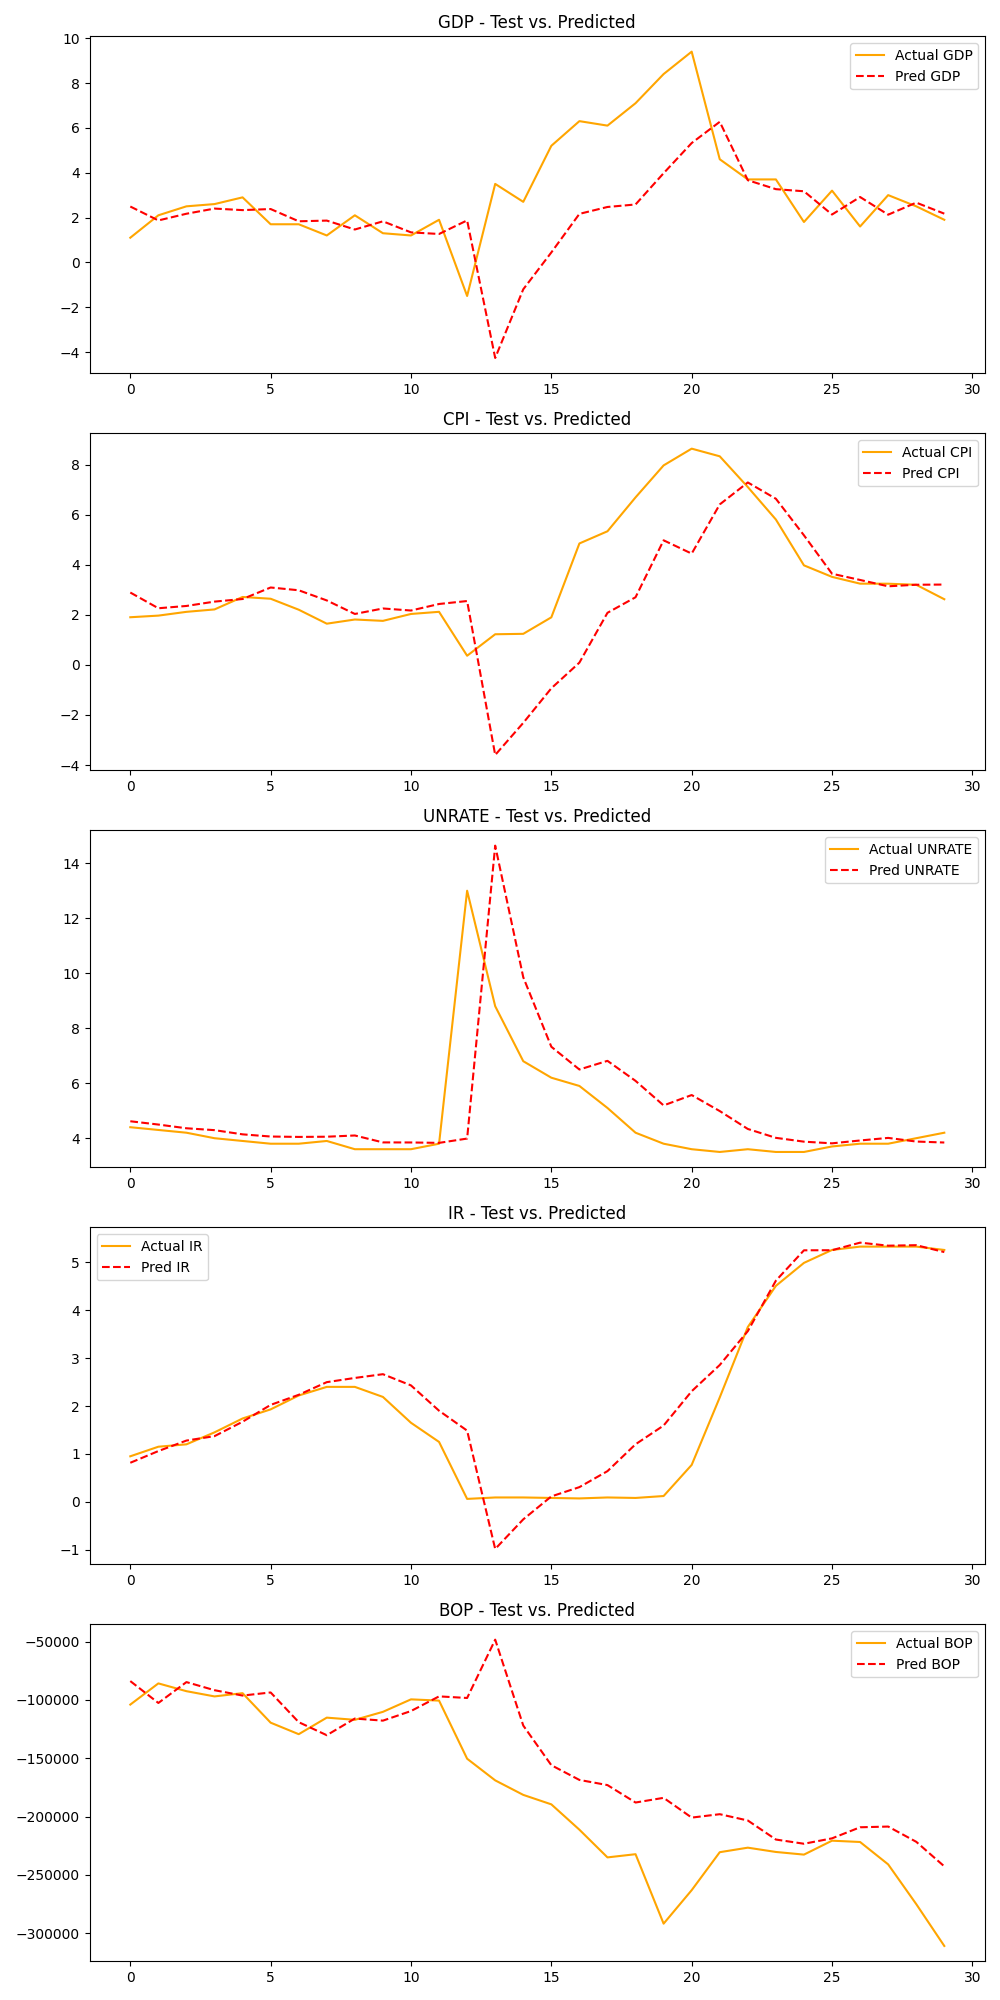 GDP - Test vs. Predicted
10
8
6
4
2
0
−2
−4
Actual GDP
Pred GDP
0 5 10 15 20 25 30
CPI - Test vs. Predicted
8
6
4
2
0
−2
−4
Actual CPI
Pred CPI
0 5 10 15 20 25 30
UNRATE - Test vs. Predicted
14
12
10
8
6
4
Actual UNRATE
Pred UNRATE
0 5 10 15 20 25 30
IR - Test vs. Predicted
5
4
3
2
1
0
−1
Actual IR
Pred IR
0 5 10 15 20 25 30
BOP - Test vs. Predicted
−50000
−100000
−150000
−200000
−250000
−300000
Actual BOP
Pred BOP
0 5 10 15 20 25 30